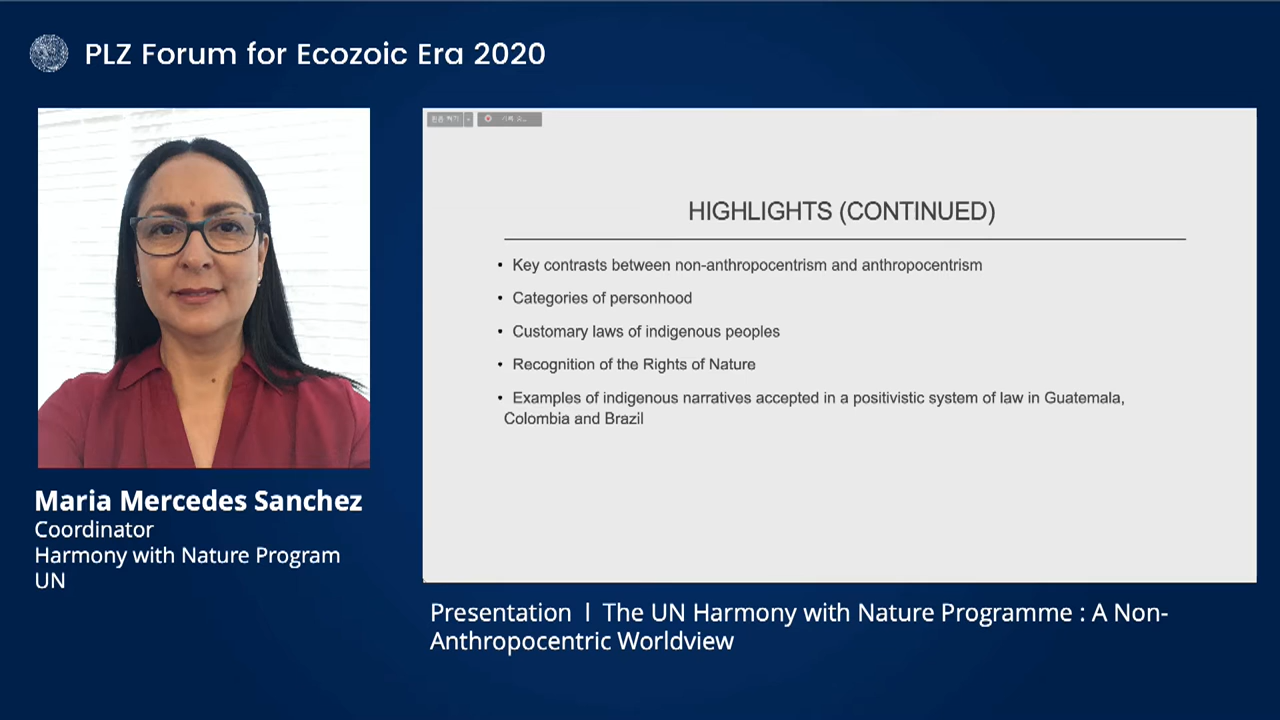 PLZ Forum for Ecozoic Era 2020
HIGHLIGHTS (CONTINUED)
• Key contrasts between non-anthropocentrism and anthropocentrism
• Categories of personhood
• Customary laws of indigenous peoples
• Recognition of the Rights of Nature
• Examples of indigenous narratives accepted in a positivistic system of law in Guatemala,
Colombia and Brazil
Maria Mercedes Sanchez
Coordinator
Harmony with Nature Program
UN
Presentation l The UN Harmony with Nature Programme : A Non-
Anthropocentric Worldview